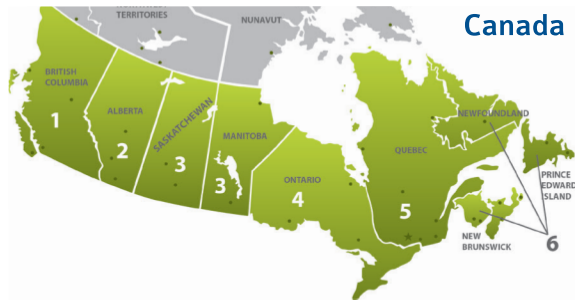 Canada
TERRITORIES
NUNAVUT
BRITISH
COLUMBIA
1
ALBERTA
2
SASKATCHEWAN
3
MANITOBA
3
ONTARIO
4
QUEBEC
5
NEWFOUNDLAND
PRINCE
EDWARD
ISLAND
NEW
BRUNSWICK
6